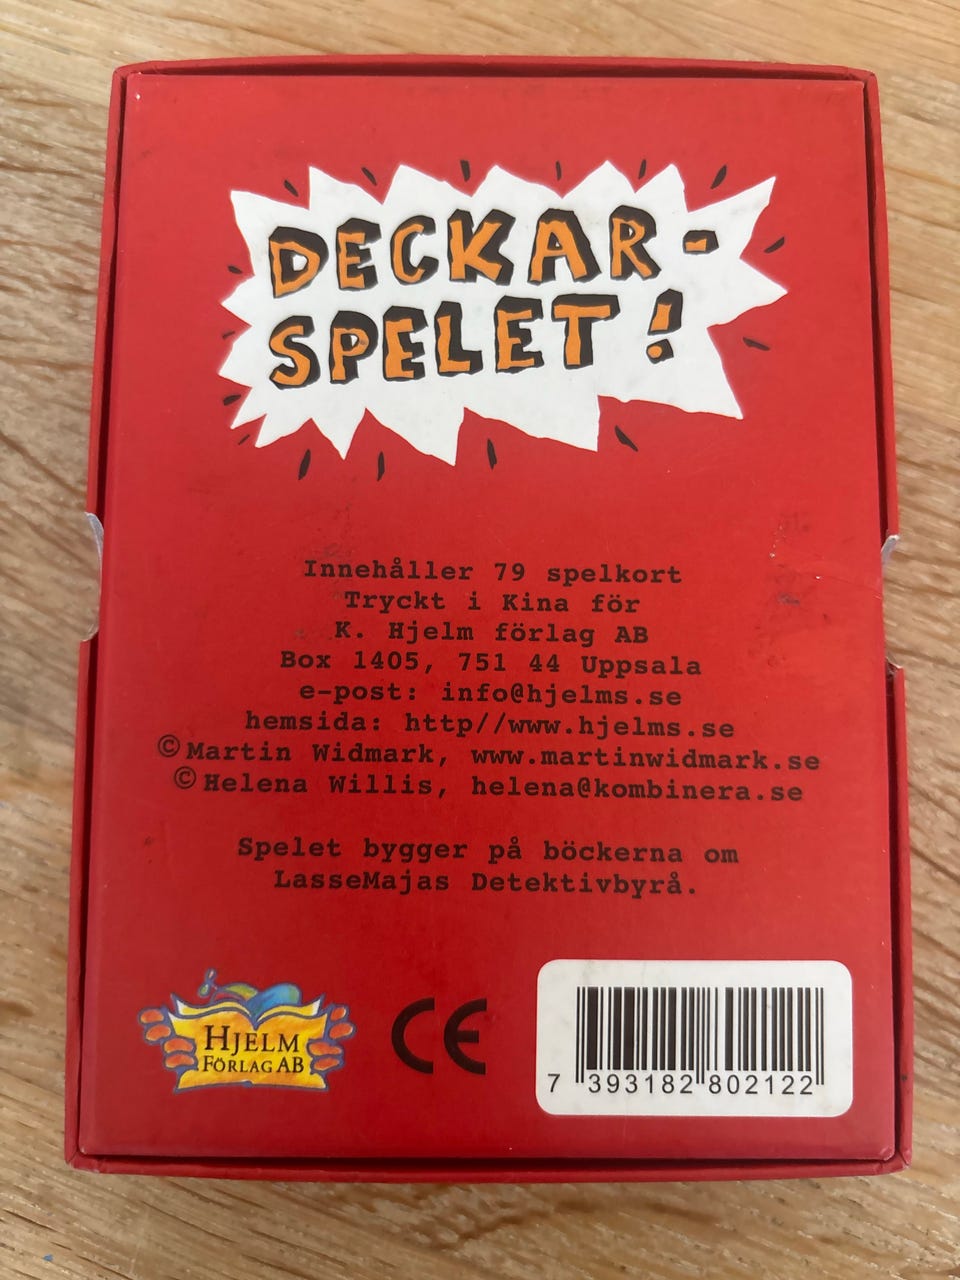 DECKAR-
SPELET!
Innehåller 79 spelkort
Tryckt i Kina för
K. Hjelm förlag AB
Box 1405, 751 44 Uppsala
e-post: info@hjelms.se
hemsida: http//www.hjelms.se
©Martin Widmark, www.martinwidmark.se
©Helena Willis, helena@kombinera.se
Spelet bygger på böckerna om
LasseMajas Detektivbyrå.
HJELM
FÖRLAG AB
CE
7 393182 802122